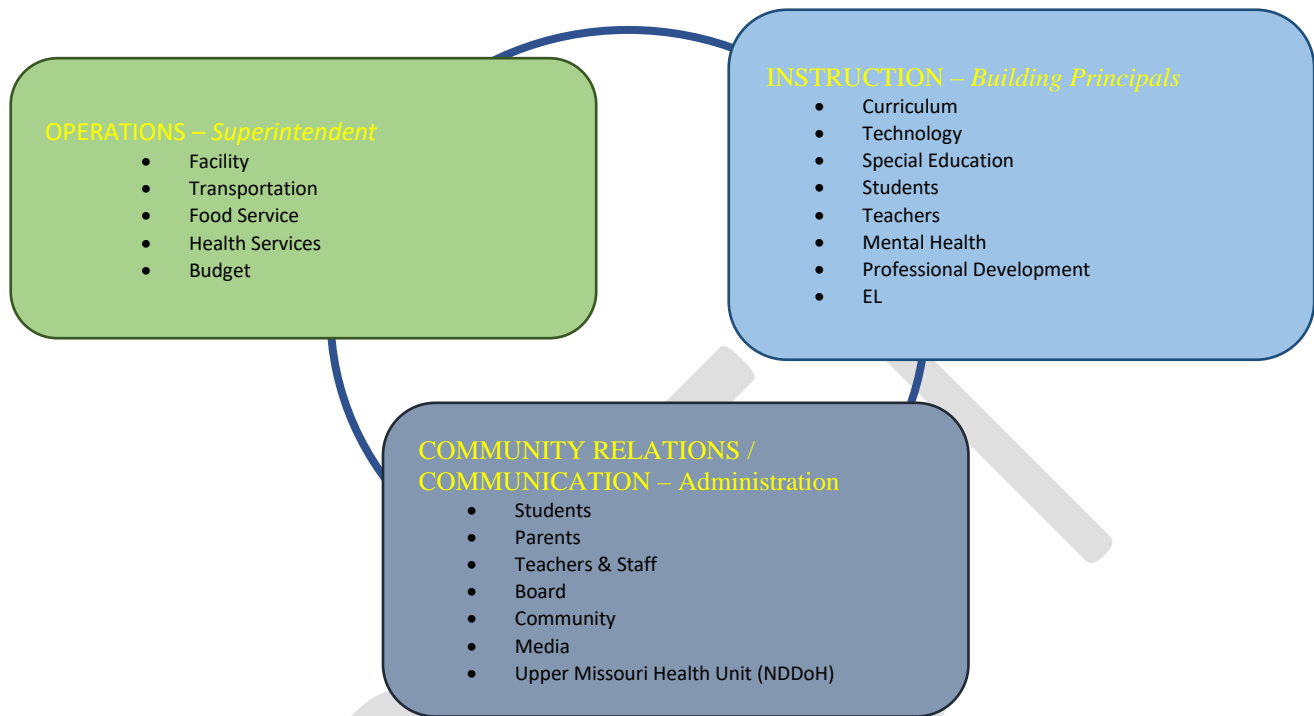 OPERATIONS – Superintendent
• Facility
• Transportation
• Food Service
• Health Services
• Budget
INSTRUCTION – Building Principals
• Curriculum
• Technology
• Special Education
• Students
• Teachers
• Mental Health
• Professional Development
• EL
COMMUNITY RELATIONS /
COMMUNICATION – Administration
• Students
• Parents
• Teachers & Staff
• Board
• Community
• Media
• Upper Missouri Health Unit (NDDoH)